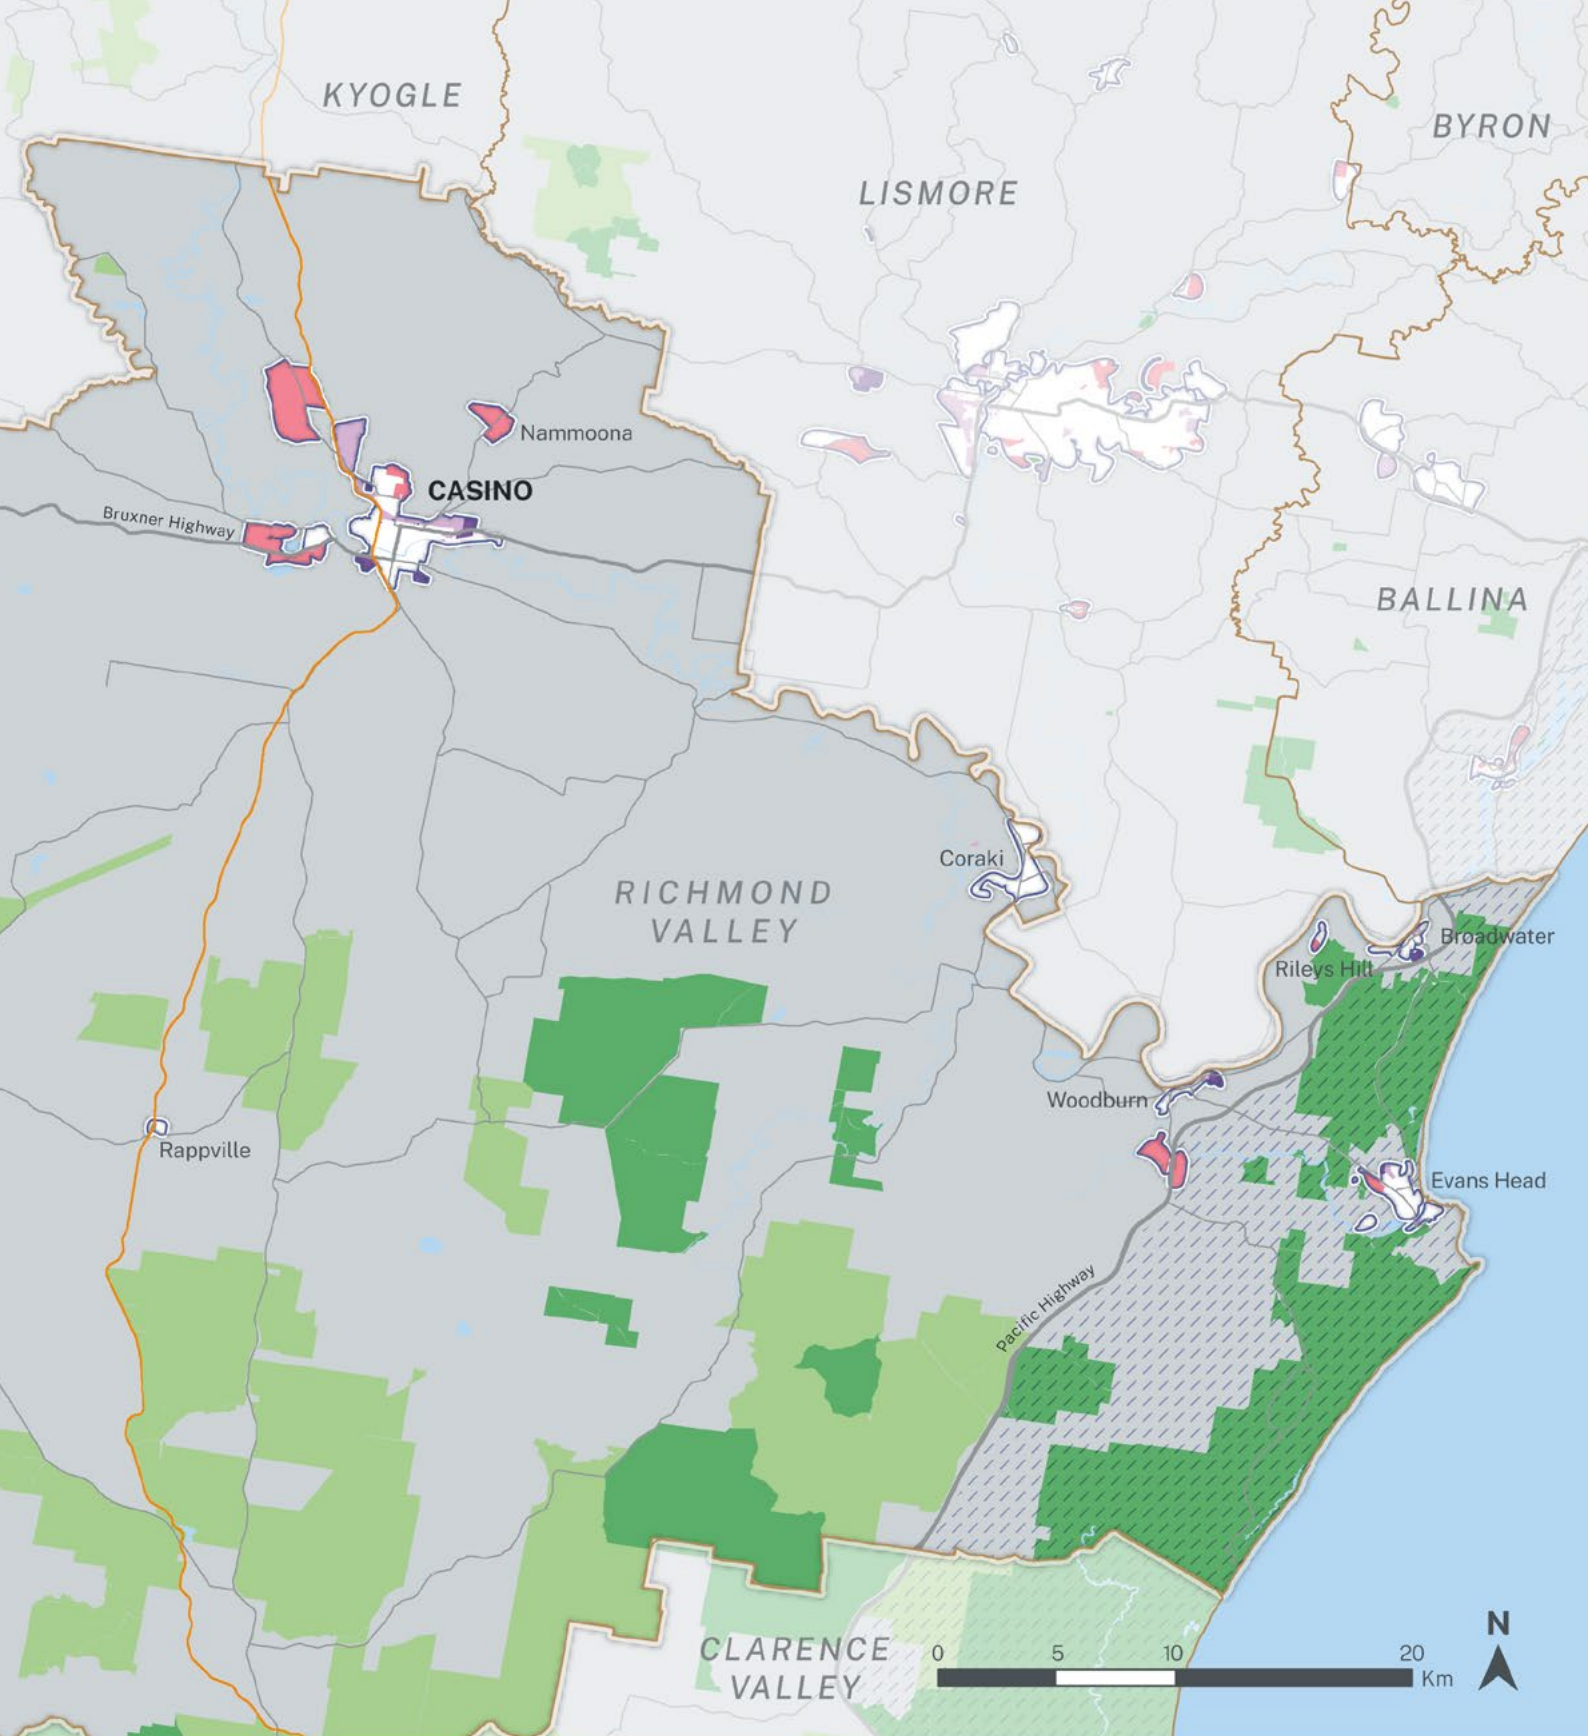 KYOGLE
BYRON
LISMORE
Nammoona
CASINO
Bruxner Highway
BALLINA
Coraki
RICHMOND
VALLEY
Broadwater
Rileys Hill
Woodburn
Rappville
Evans Head
Pacific Highway
CLARENCE
VALLEY
0 5 10 20
Km
N